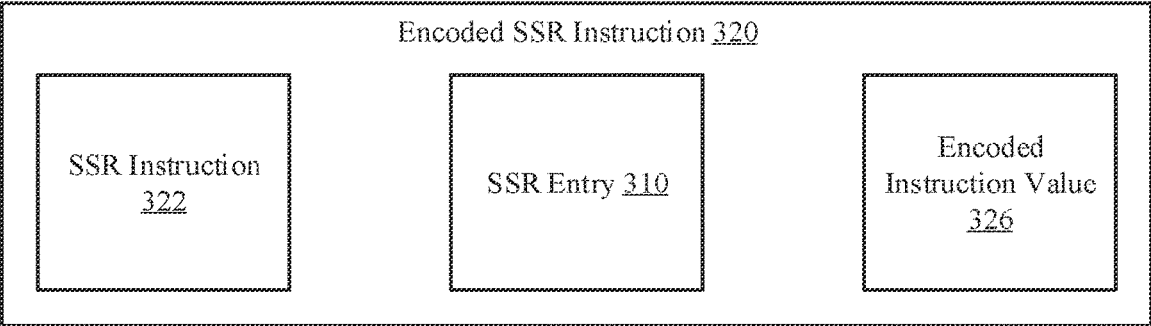 Encoded SSR Instruction 320
SSR Instruction
322
SSR Entry 310
Encoded
Instruction Value
326